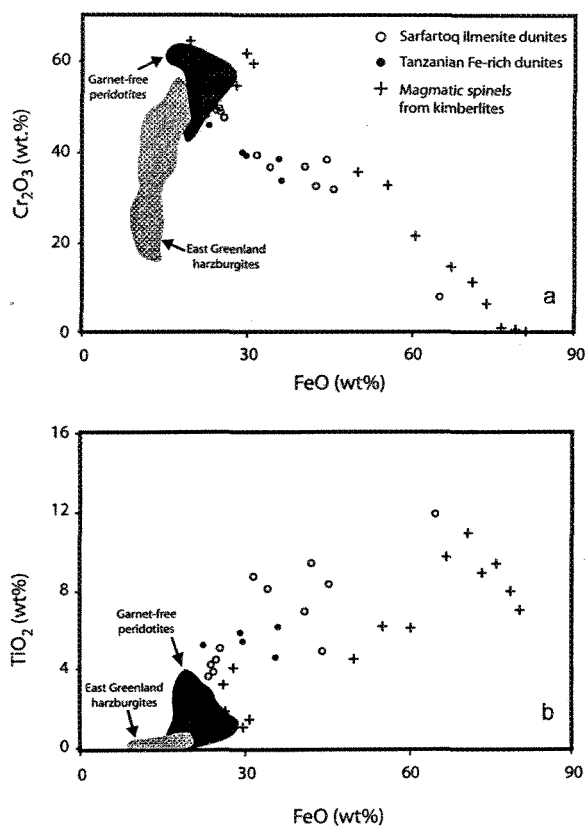 60
40
20
0
Cr₂O₃ (wt.%)
Garnet-free
peridotites
East Greenland
harzburgites
Sarfartoq ilmenite dunites
Tanzanian Fe-rich dunites
Magmatic spinels
from kimberlites
a
0 30 60 90
FeO (wt%)
16
12
8
4
0
TiO₂ (wt%)
Garnet-free
peridotites
East Greenland
harzburgites
b
0 30 60 90
FeO (wt%)